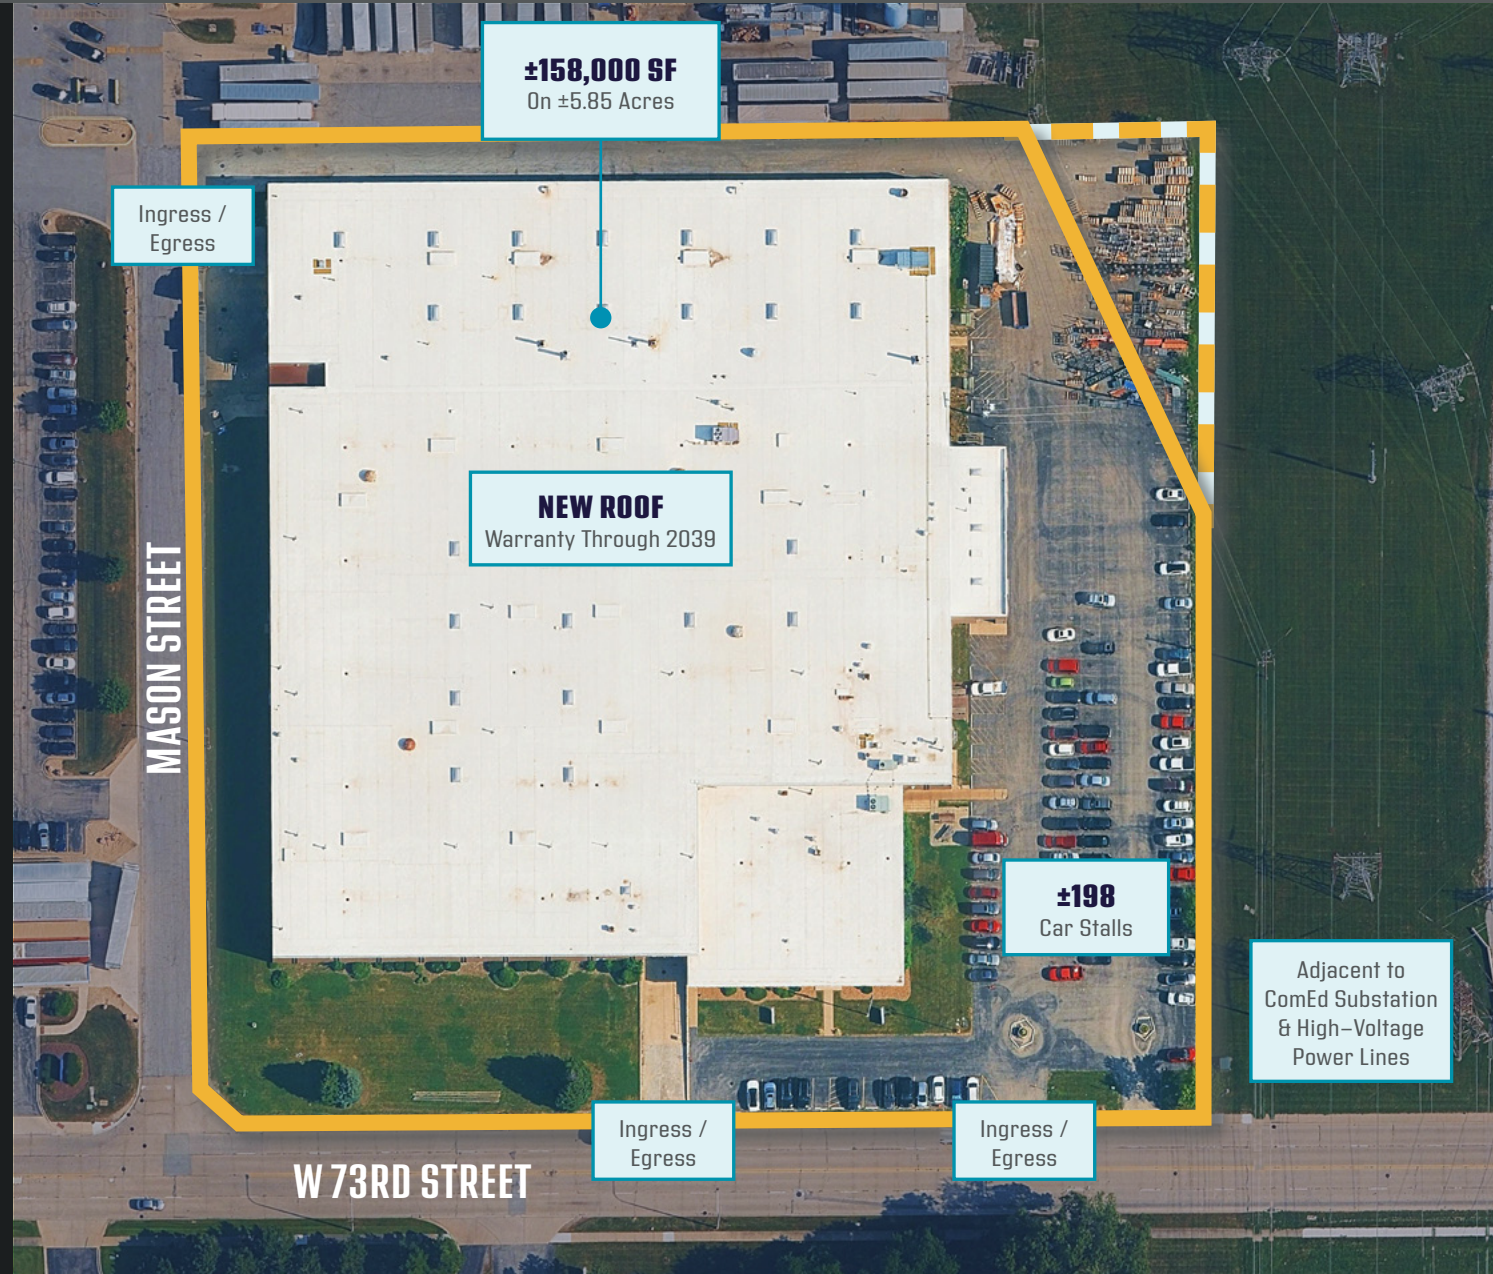 ±158,000 SF
On ±5.85 Acres
Ingress /
Egress
NEW ROOF
Warranty Through 2039
MASON STREET
±198
Car Stalls
Adjacent to
ComEd Substation
& High-Voltage
Power Lines
Ingress /
Egress
Ingress /
Egress
W 73RD STREET